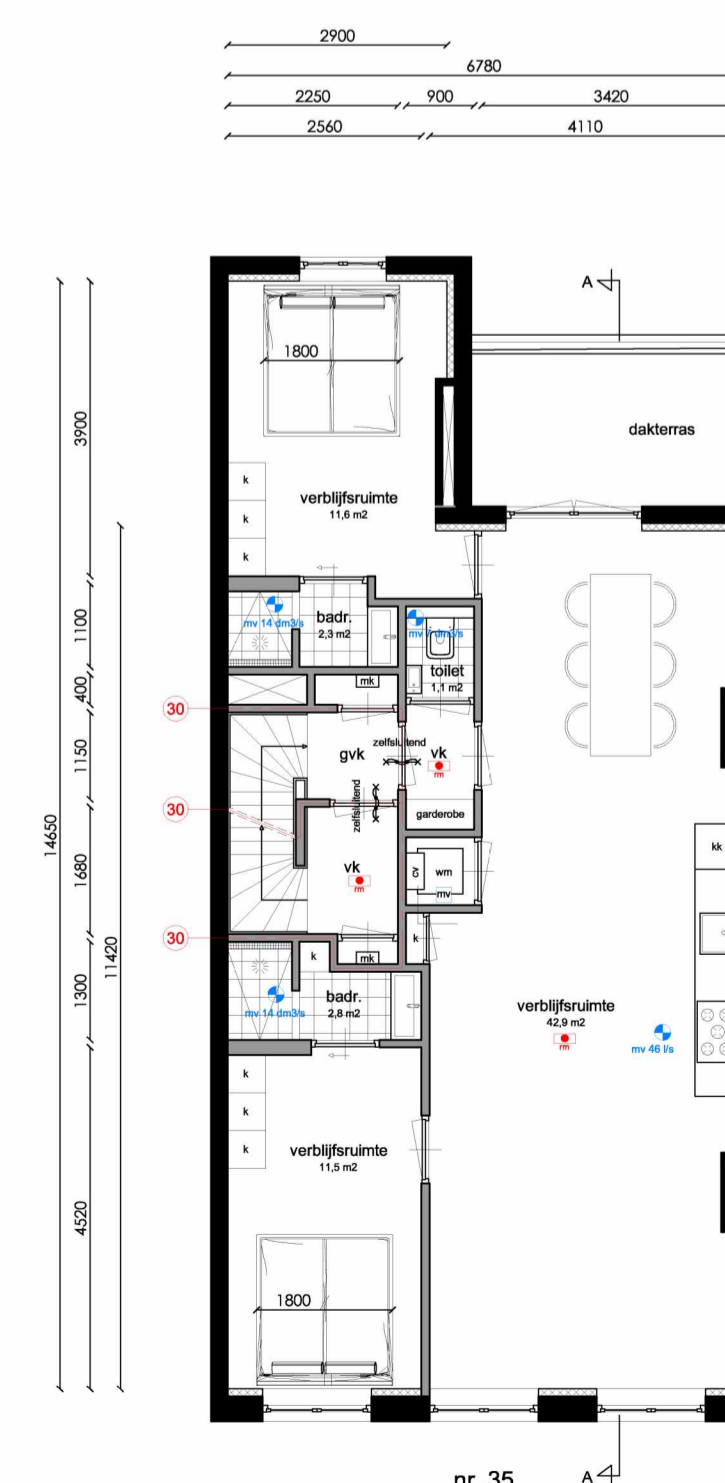 2900
6780
2250 900 3420
2560 4110
A
1800
3900
dakterras
k
verblijfsruimte
11,6 m2
k
k
badr.
2,3 m2
mv 14 dm3/s
mv 7 dm3/s
1100
toilet
1,1 m2
400
mk
30
zelfsluitend
gvk
vk
rm
1150
zelfsluitend
30
garderobe
14650
kk
1680
vk
rm
cv
wm
mv
30
k
k
mk
11420
1300
badr.
2,8 m2
mv 14 dm3/s
verblijfsruimte
42,9 m2
rm
mv 46 l/s
k
k
k
verblijfsruimte
11,5 m2
4520
1800
nr. 35
A